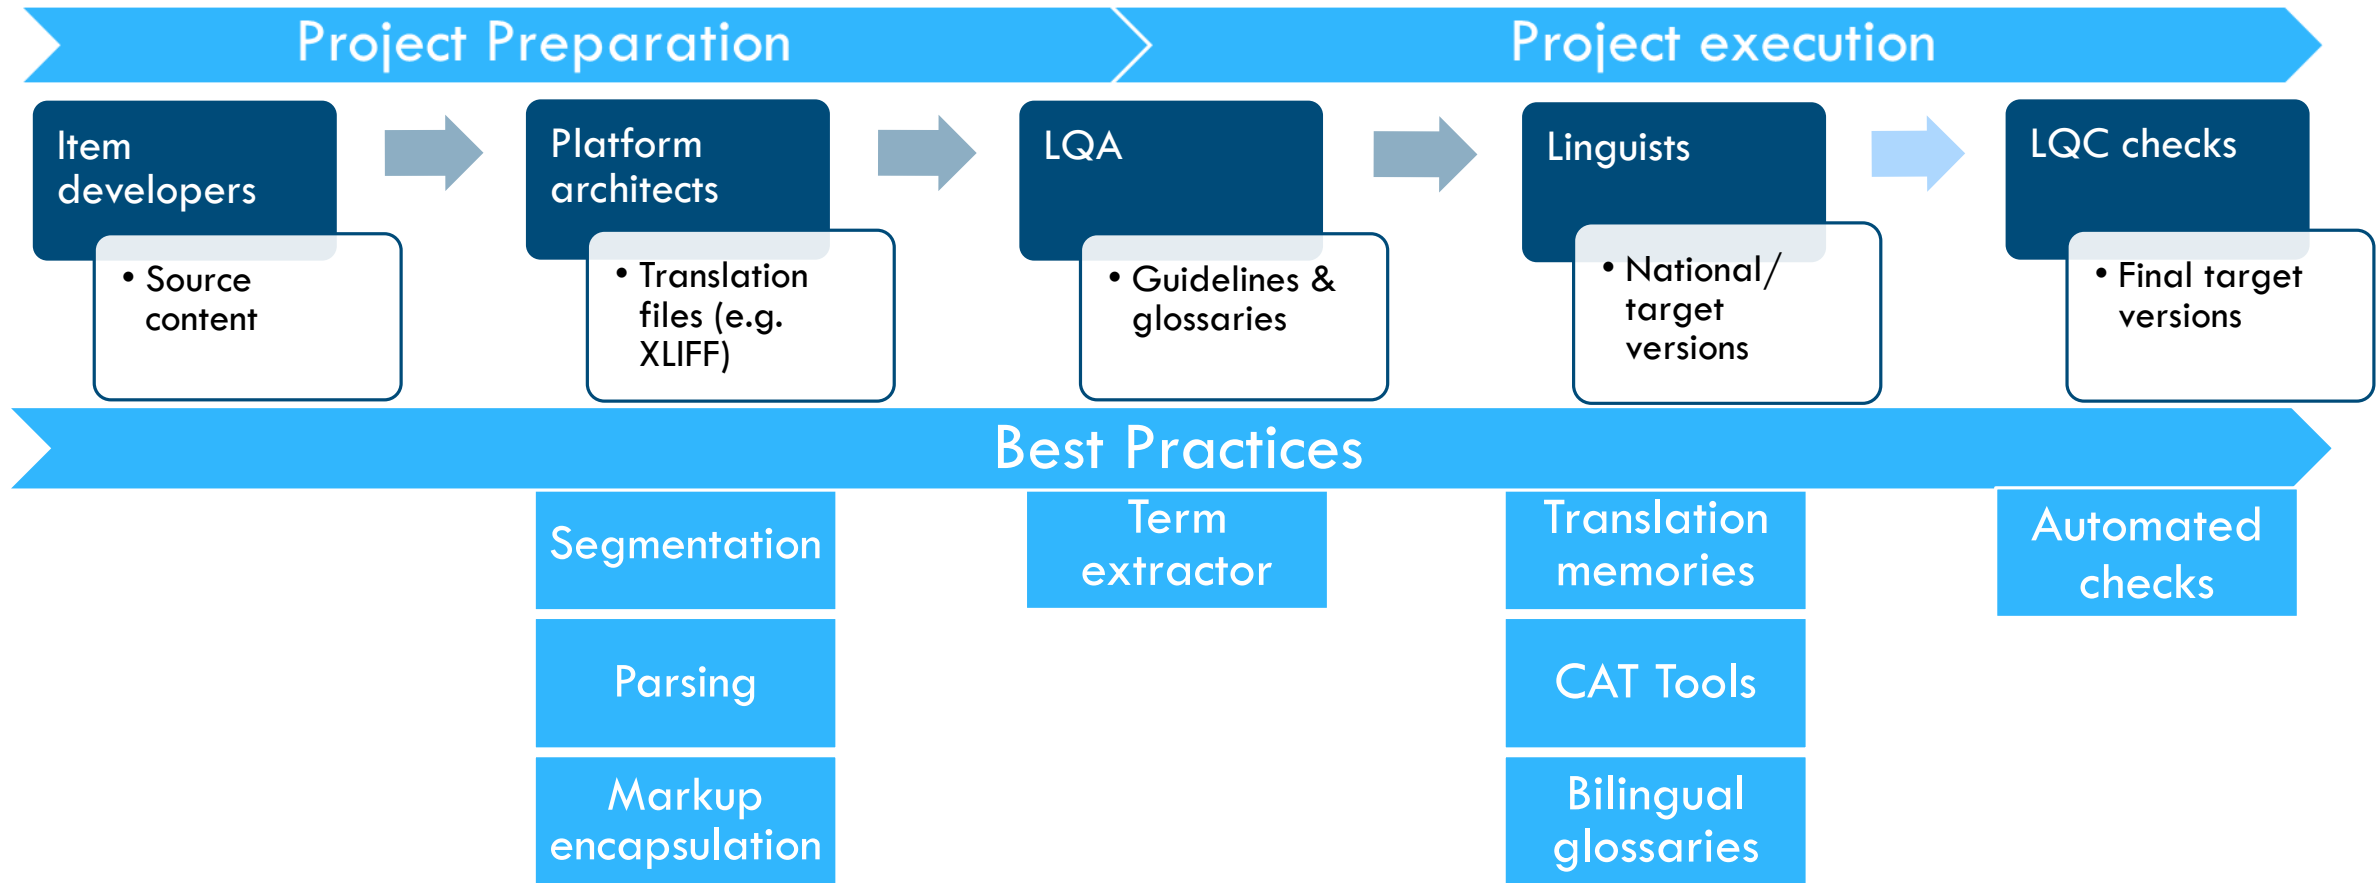 Project Preparation
Project execution
Item
developers
• Source
content
Platform
architects
• Translation
files (e.g.
XLIFF)
LQA
• Guidelines &
glossaries
Linguists
• National/
target
versions
LQC checks
• Final target
versions
Best Practices
Segmentation
Parsing
Markup
encapsulation
Term
extractor
Translation
memories
CAT Tools
Bilingual
glossaries
Automated
checks